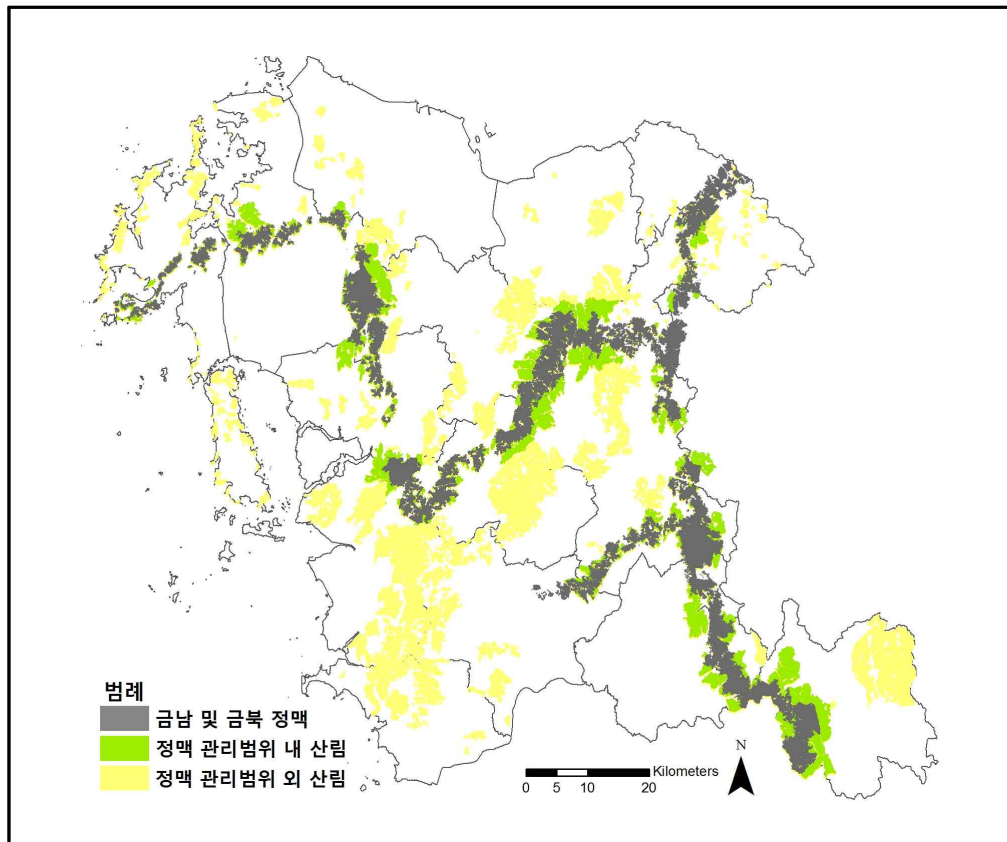 범례
금남 및 금북 정맥
정맥 관리범위 내 산림
정맥 관리범위 외 산림
Kilometers
0 5 10 20
N